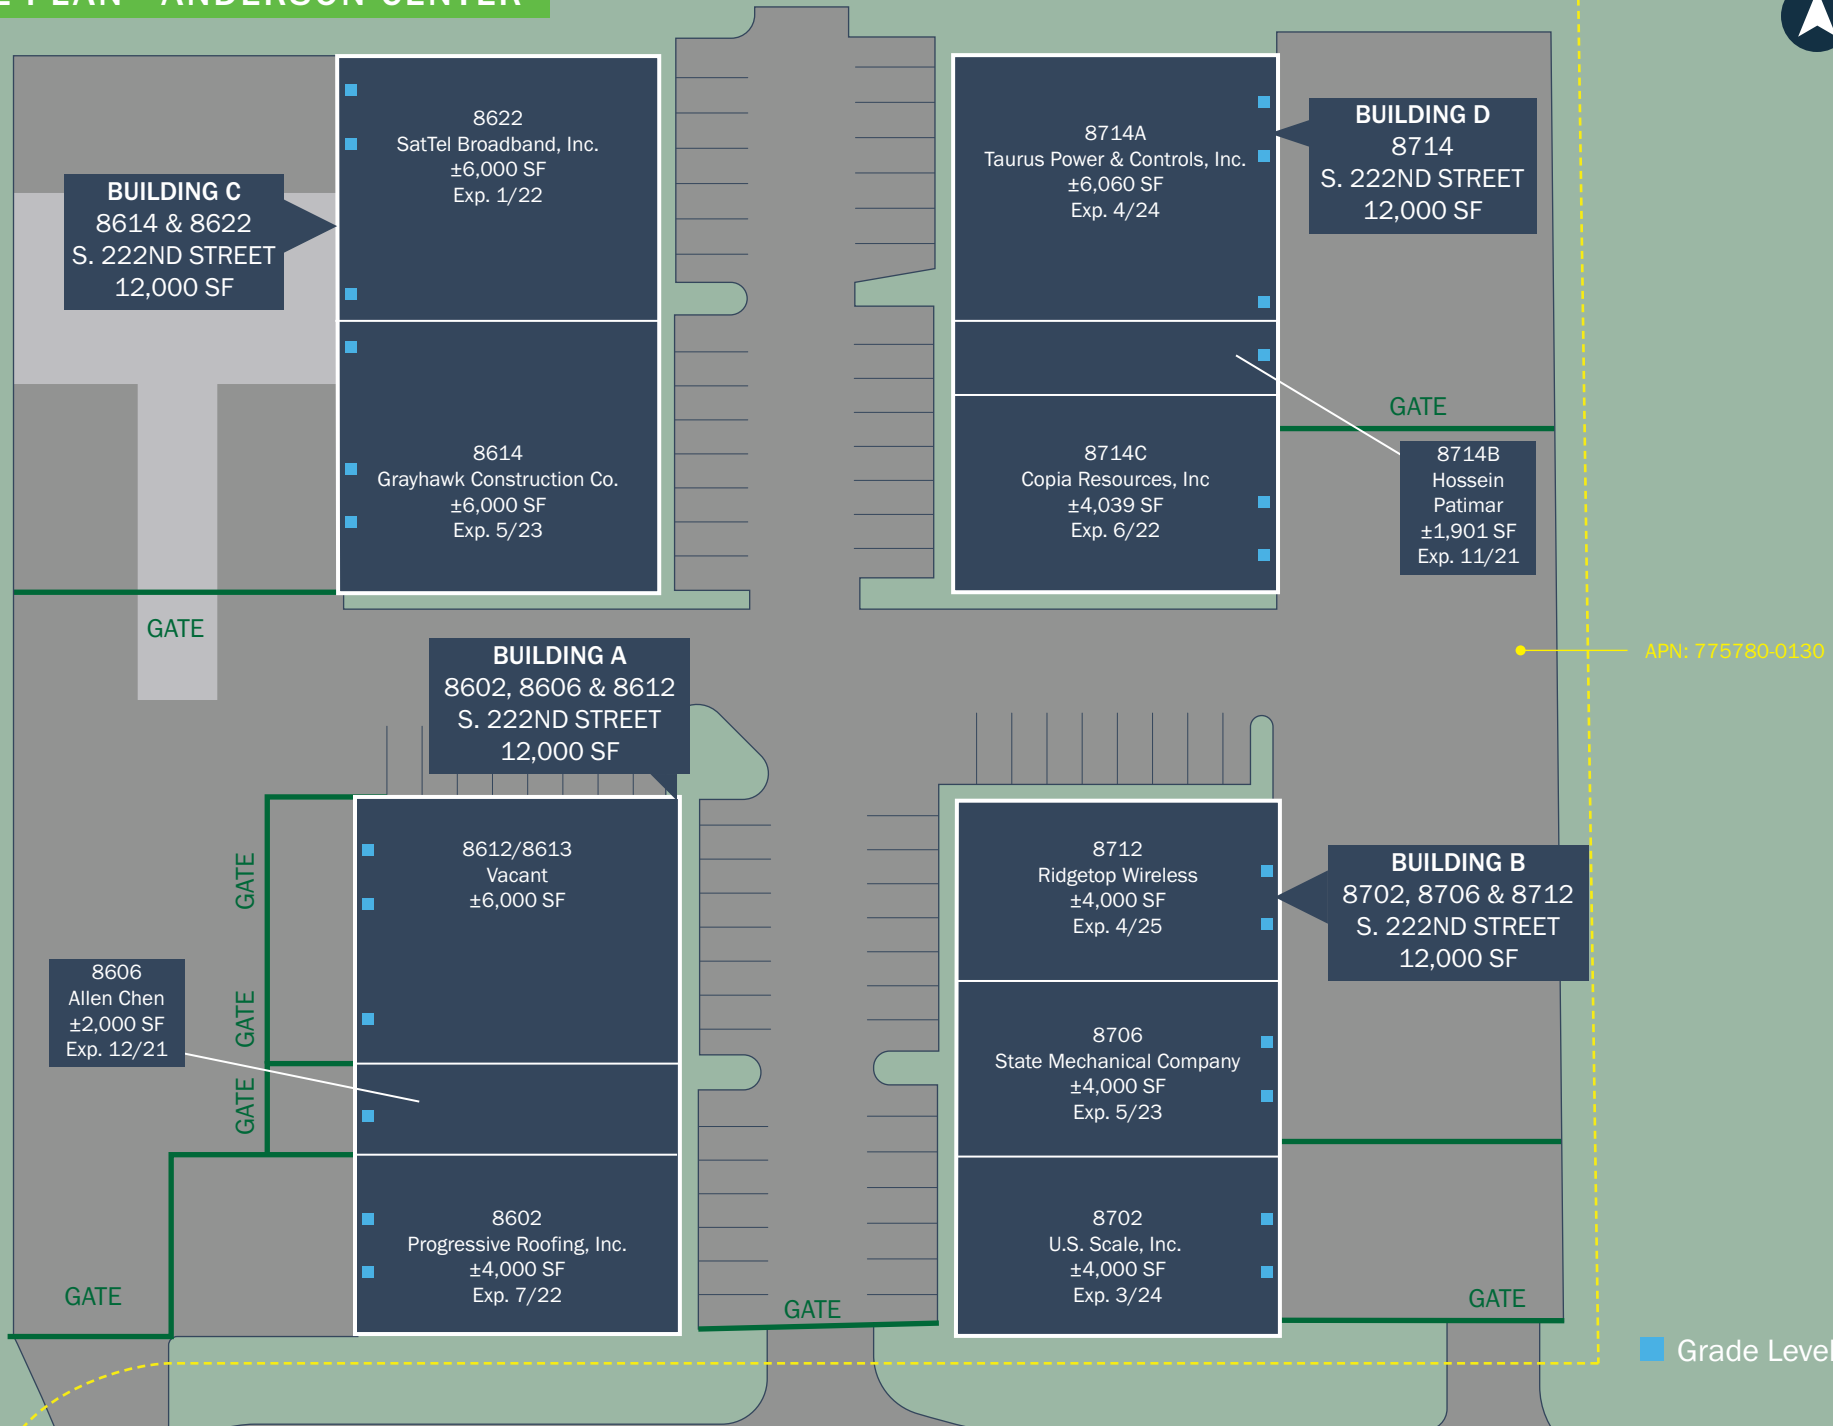 PLAN - ANDERSON CENTER
8622
SatTel Broadband, Inc.
±6,000 SF
Exp. 1/22
8714A
Taurus Power & Controls, Inc.
±6,060 SF
Exp. 4/24
BUILDING D
8714
S. 222ND STREET
12,000 SF
BUILDING C
8614 & 8622
S. 222ND STREET
12,000 SF
GATE
8614
Grayhawk Construction Co.
±6,000 SF
Exp. 5/23
8714C
Copia Resources, Inc
±4,039 SF
Exp. 6/22
8714B
Hossein
Patimar
±1,901 SF
Exp. 11/21
GATE
BUILDING A
8602, 8606 & 8612
S. 222ND STREET
12,000 SF
APN: 775780-0130
8612/8613
Vacant
±6,000 SF
GATE
GATE
GATE
8712
Ridgetop Wireless
±4,000 SF
Exp. 4/25
BUILDING B
8702, 8706 & 8712
S. 222ND STREET
12,000 SF
8606
Allen Chen
±2,000 SF
Exp. 12/21
8706
State Mechanical Company
±4,000 SF
Exp. 5/23
8602
Progressive Roofing, Inc.
±4,000 SF
Exp. 7/22
8702
U.S. Scale, Inc.
±4,000 SF
Exp. 3/24
GATE
GATE
GATE
Grade Level